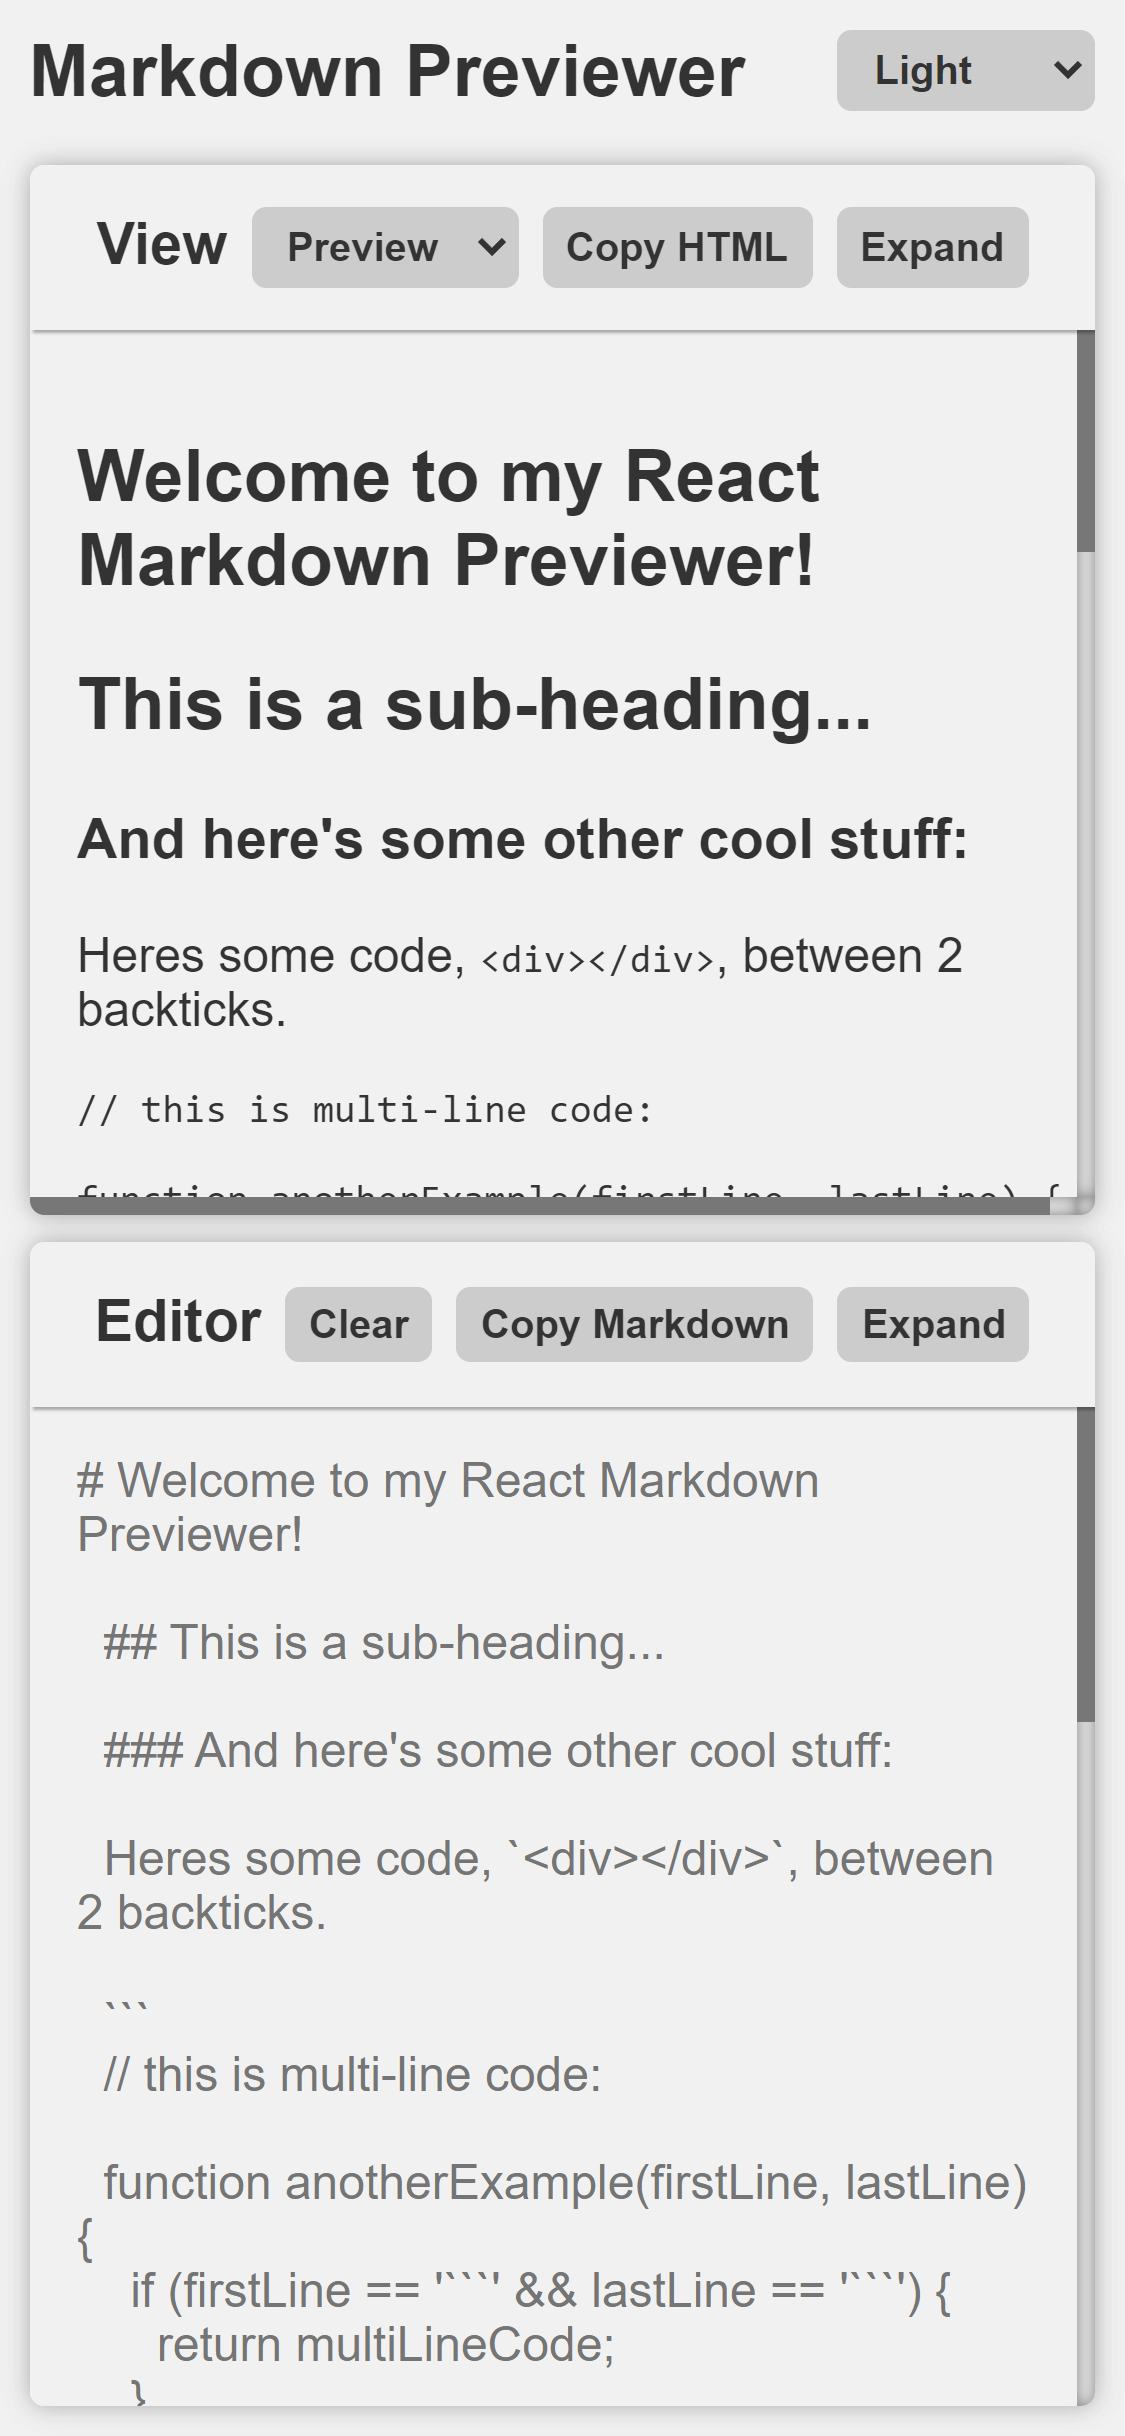 Markdown Previewer
Light
View
Preview
Copy HTML
Expand
Welcome to my React
Markdown Previewer!
This is a sub-heading...
And here's some other cool stuff:
Heres some code, <div></div>, between 2
backticks.
// this is multi-line code:
function anotherExample(firstLine, lastLine) {
Editor
Clear
Copy Markdown
Expand
# Welcome to my React Markdown
Previewer!
## This is a sub-heading...
### And here's some other cool stuff:
Heres some code, `<div></div>`, between
2 backticks.
```
// this is multi-line code:
function anotherExample(firstLine, lastLine)
{
if (firstLine == '```' && lastLine == '```') {
return multiLineCode;
}